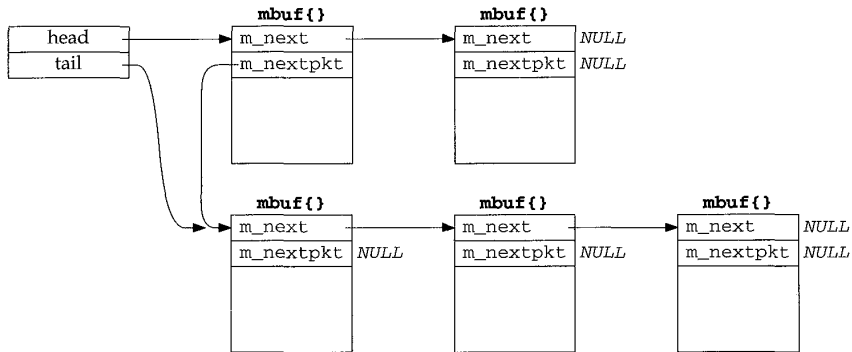 mbuf{} mbuf{}
head m_next m_next NULL
tail m_nextpkt m_nextpkt NULL
mbuf{} mbuf{} mbuf{}
m_next m_next m_next NULL
m_nextpkt NULL m_nextpkt NULL m_nextpkt NULL